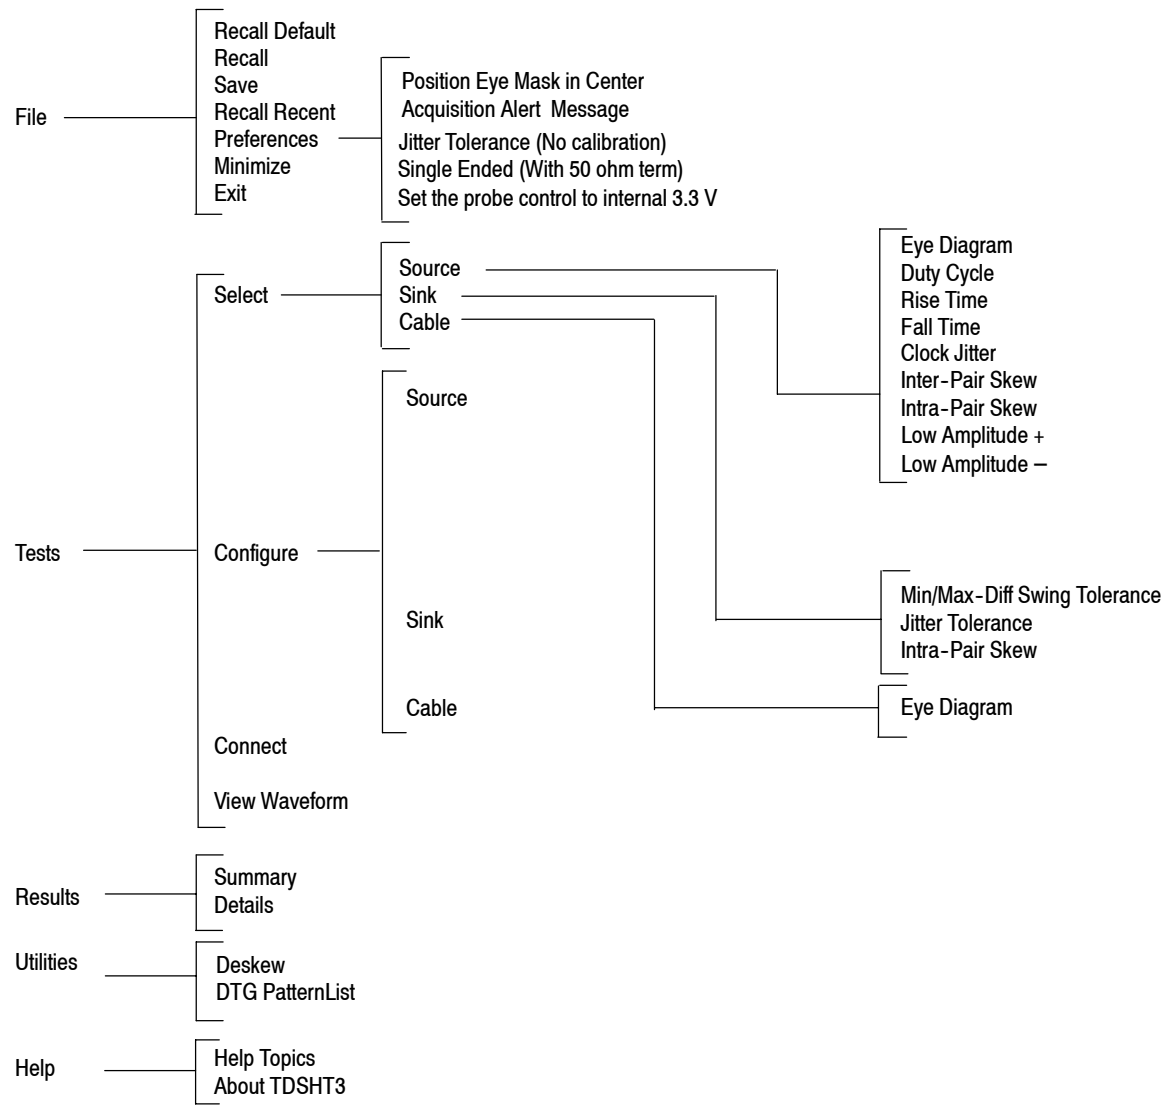 File
Recall Default
Recall
Save
Recall Recent
Preferences
Minimize
Exit
Position Eye Mask in Center
Acquisition Alert Message
Jitter Tolerance (No calibration)
Single Ended (With 50 ohm term)
Set the probe control to internal 3.3 V
Tests
Select
Source
Sink
Cable
Eye Diagram
Duty Cycle
Rise Time
Fall Time
Clock Jitter
Inter-Pair Skew
Intra-Pair Skew
Low Amplitude +
Low Amplitude –
Min/Max-Diff Swing Tolerance
Jitter Tolerance
Intra-Pair Skew
Eye Diagram
Configure
Source
Sink
Cable
Connect
View Waveform
Results
Summary
Details
Utilities
Deskew
DTG PatternList
Help
Help Topics
About TDSHT3